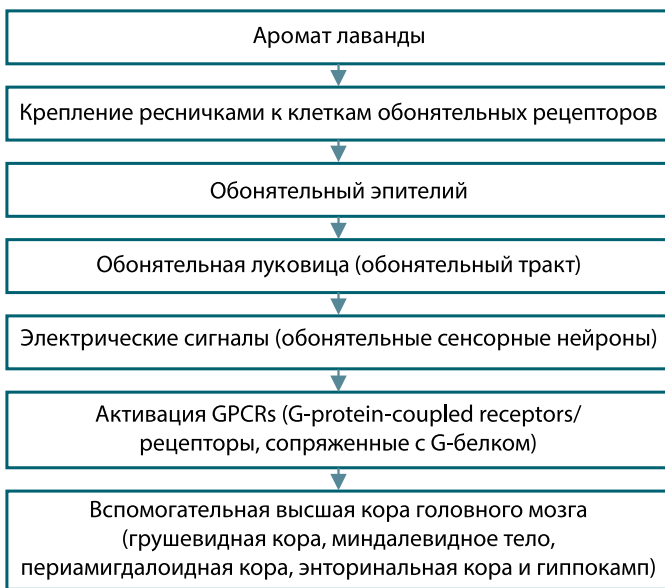 Аромат лаванды
Крепление ресничками к клеткам обонятельных рецепторов
Обонятельный эпителий
Обонятельная луковица (обонятельный тракт)
Электрические сигналы (обонятельные сенсорные нейроны)
Активация GPCRs (G-protein-coupled receptors/
рецепторы, сопряженные с G-белком)
Вспомогательная высшая кора головного мозга
(грушевидная кора, миндалевидное тело,
периамигдалоидная кора, энторинальная кора и гиппокамп)